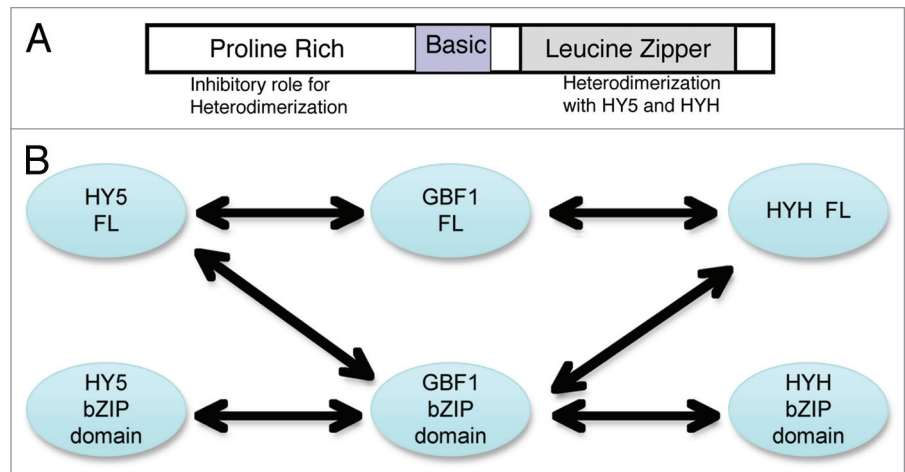 A
Proline Rich
Basic
Leucine Zipper
Inhibitory role for
Heterodimerization
Heterodimerization
with HY5 and HYH
B
HY5
FL
GBF1
FL
HYH FL
HY5
bZIP
domain
GBF1
bZIP
domain
HYH
bZIP
domain